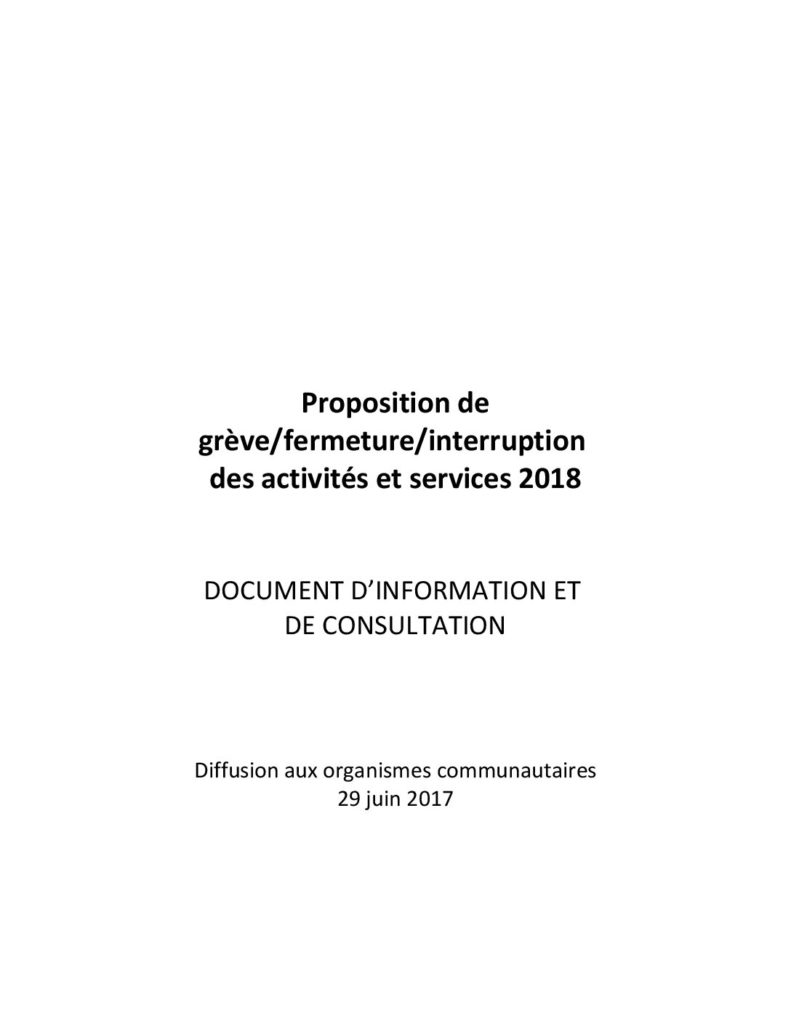 Proposition de
grève/fermeture/interruption
des activités et services 2018
DOCUMENT D’INFORMATION ET
DE CONSULTATION
Diffusion aux organismes communautaires
29 juin 2017